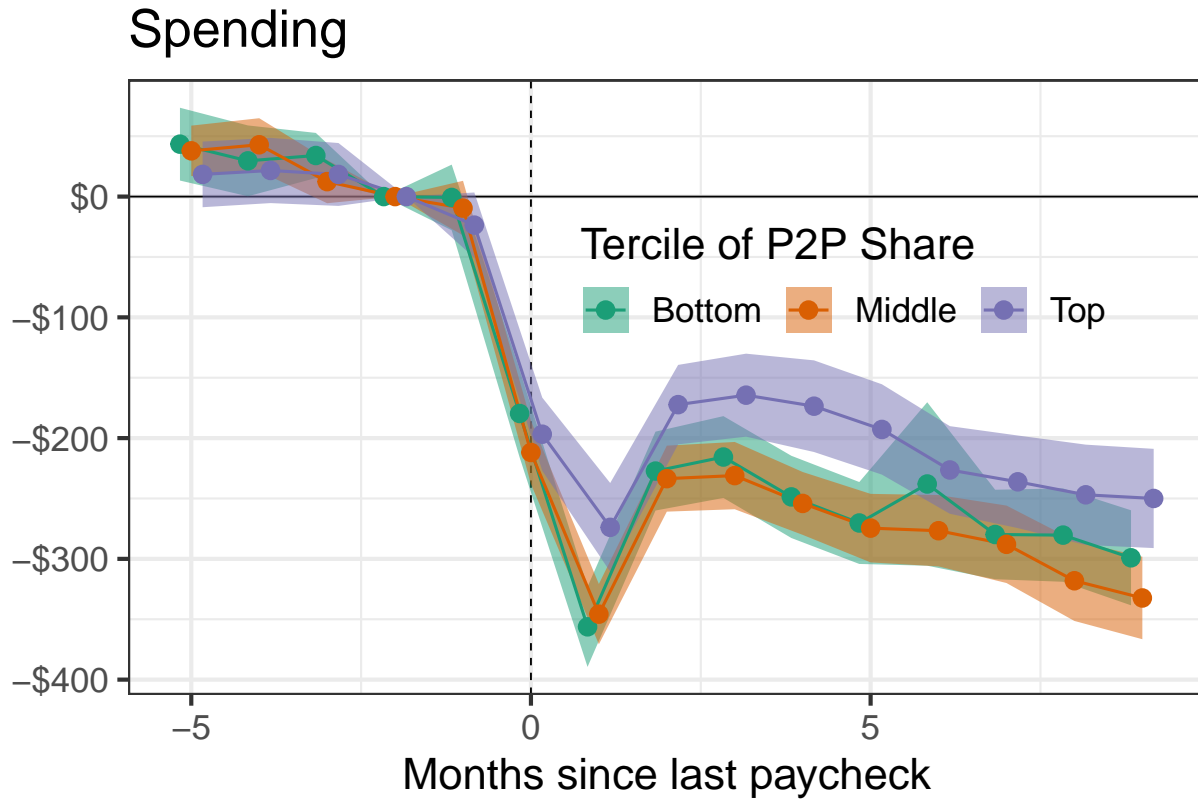 Spending
$0
−$100
−$200
−$300
−$400
Tercile of P2P Share
Bottom Middle Top
−5 0 5
Months since last paycheck